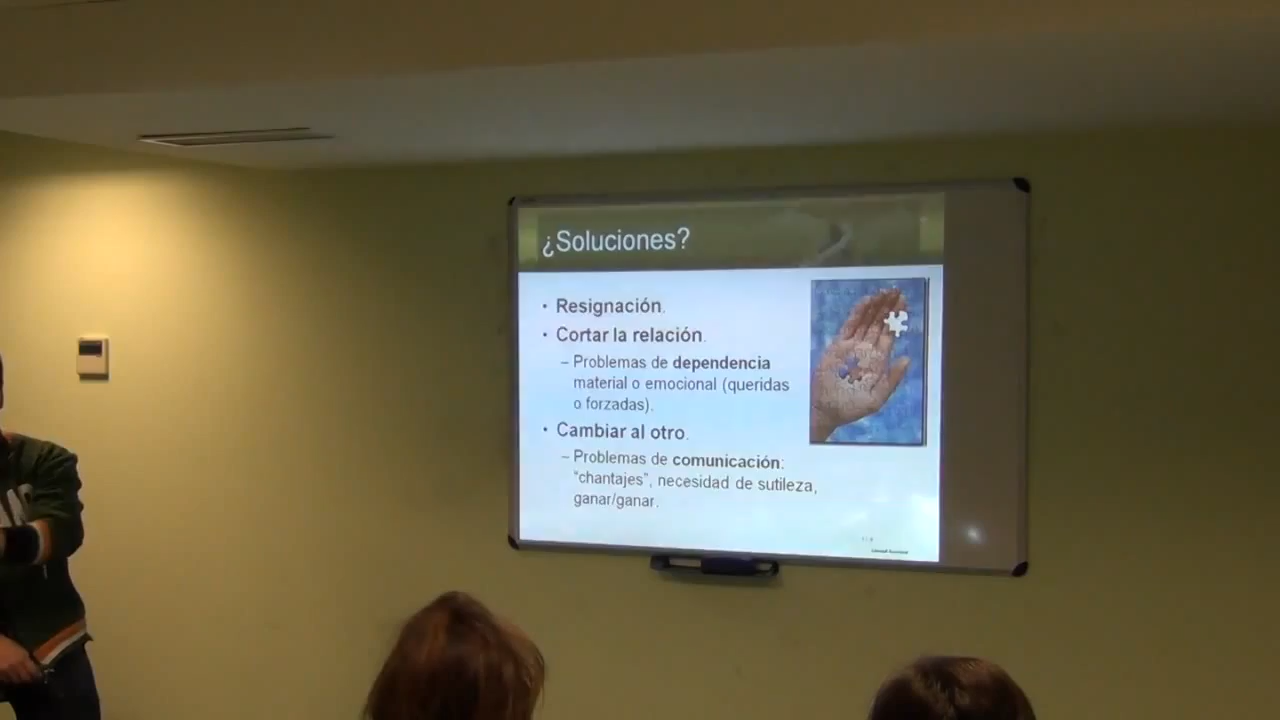 ¿Soluciones?
• Resignación.
• Cortar la relación.
– Problemas de dependencia
material o emocional (queridas
o forzadas).
• Cambiar al otro.
– Problemas de comunicación:
"chantajes", necesidad de sutileza,
ganar/ganar.